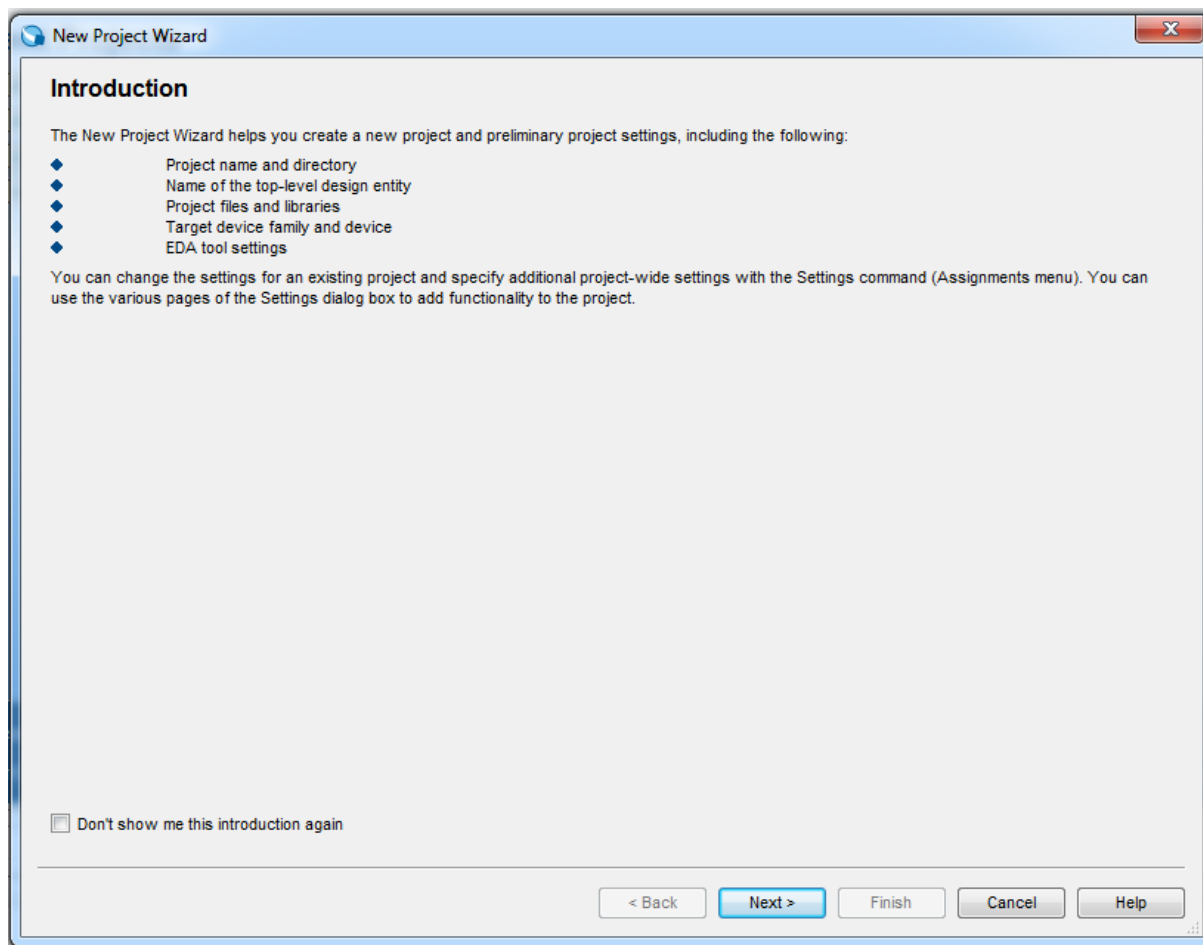 New Project Wizard
X
Introduction
The New Project Wizard helps you create a new project and preliminary project settings, including the following:
Project name and directory
Name of the top-level design entity
Project files and libraries
Target device family and device
EDA tool settings
You can change the settings for an existing project and specify additional project-wide settings with the Settings command (Assignments menu). You can
use the various pages of the Settings dialog box to add functionality to the project.
Don't show me this introduction again
< Back Next > Finish Cancel Help